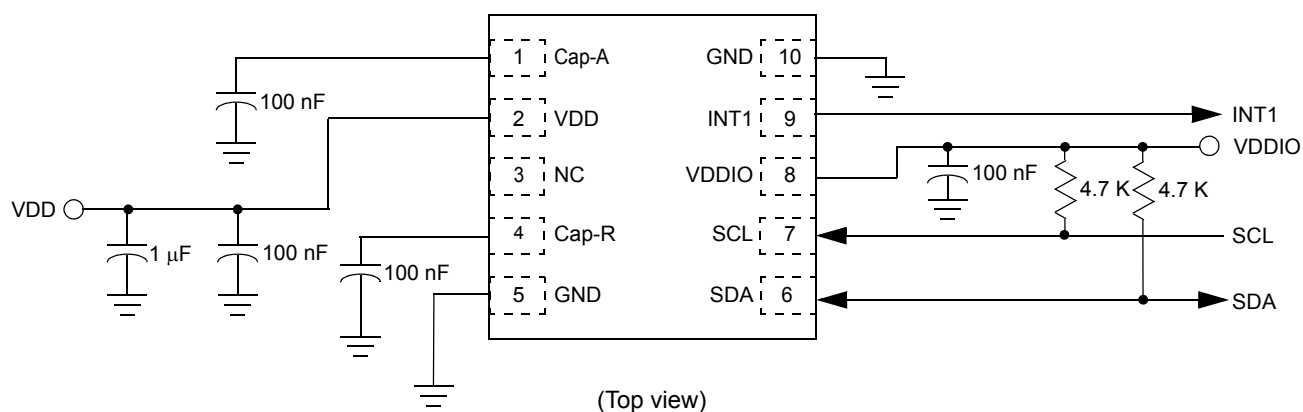 1 Cap-A
GND 10
100 nF
2 VDD
INT1 9
INT1
3 NC
VDDIO 8
VDDIO
100 nF
4.7 K
4.7 K
VDD
4 Cap-R
SCL 7
SCL
1 μF
100 nF
100 nF
5 GND
SDA 6
SDA
(Top view)